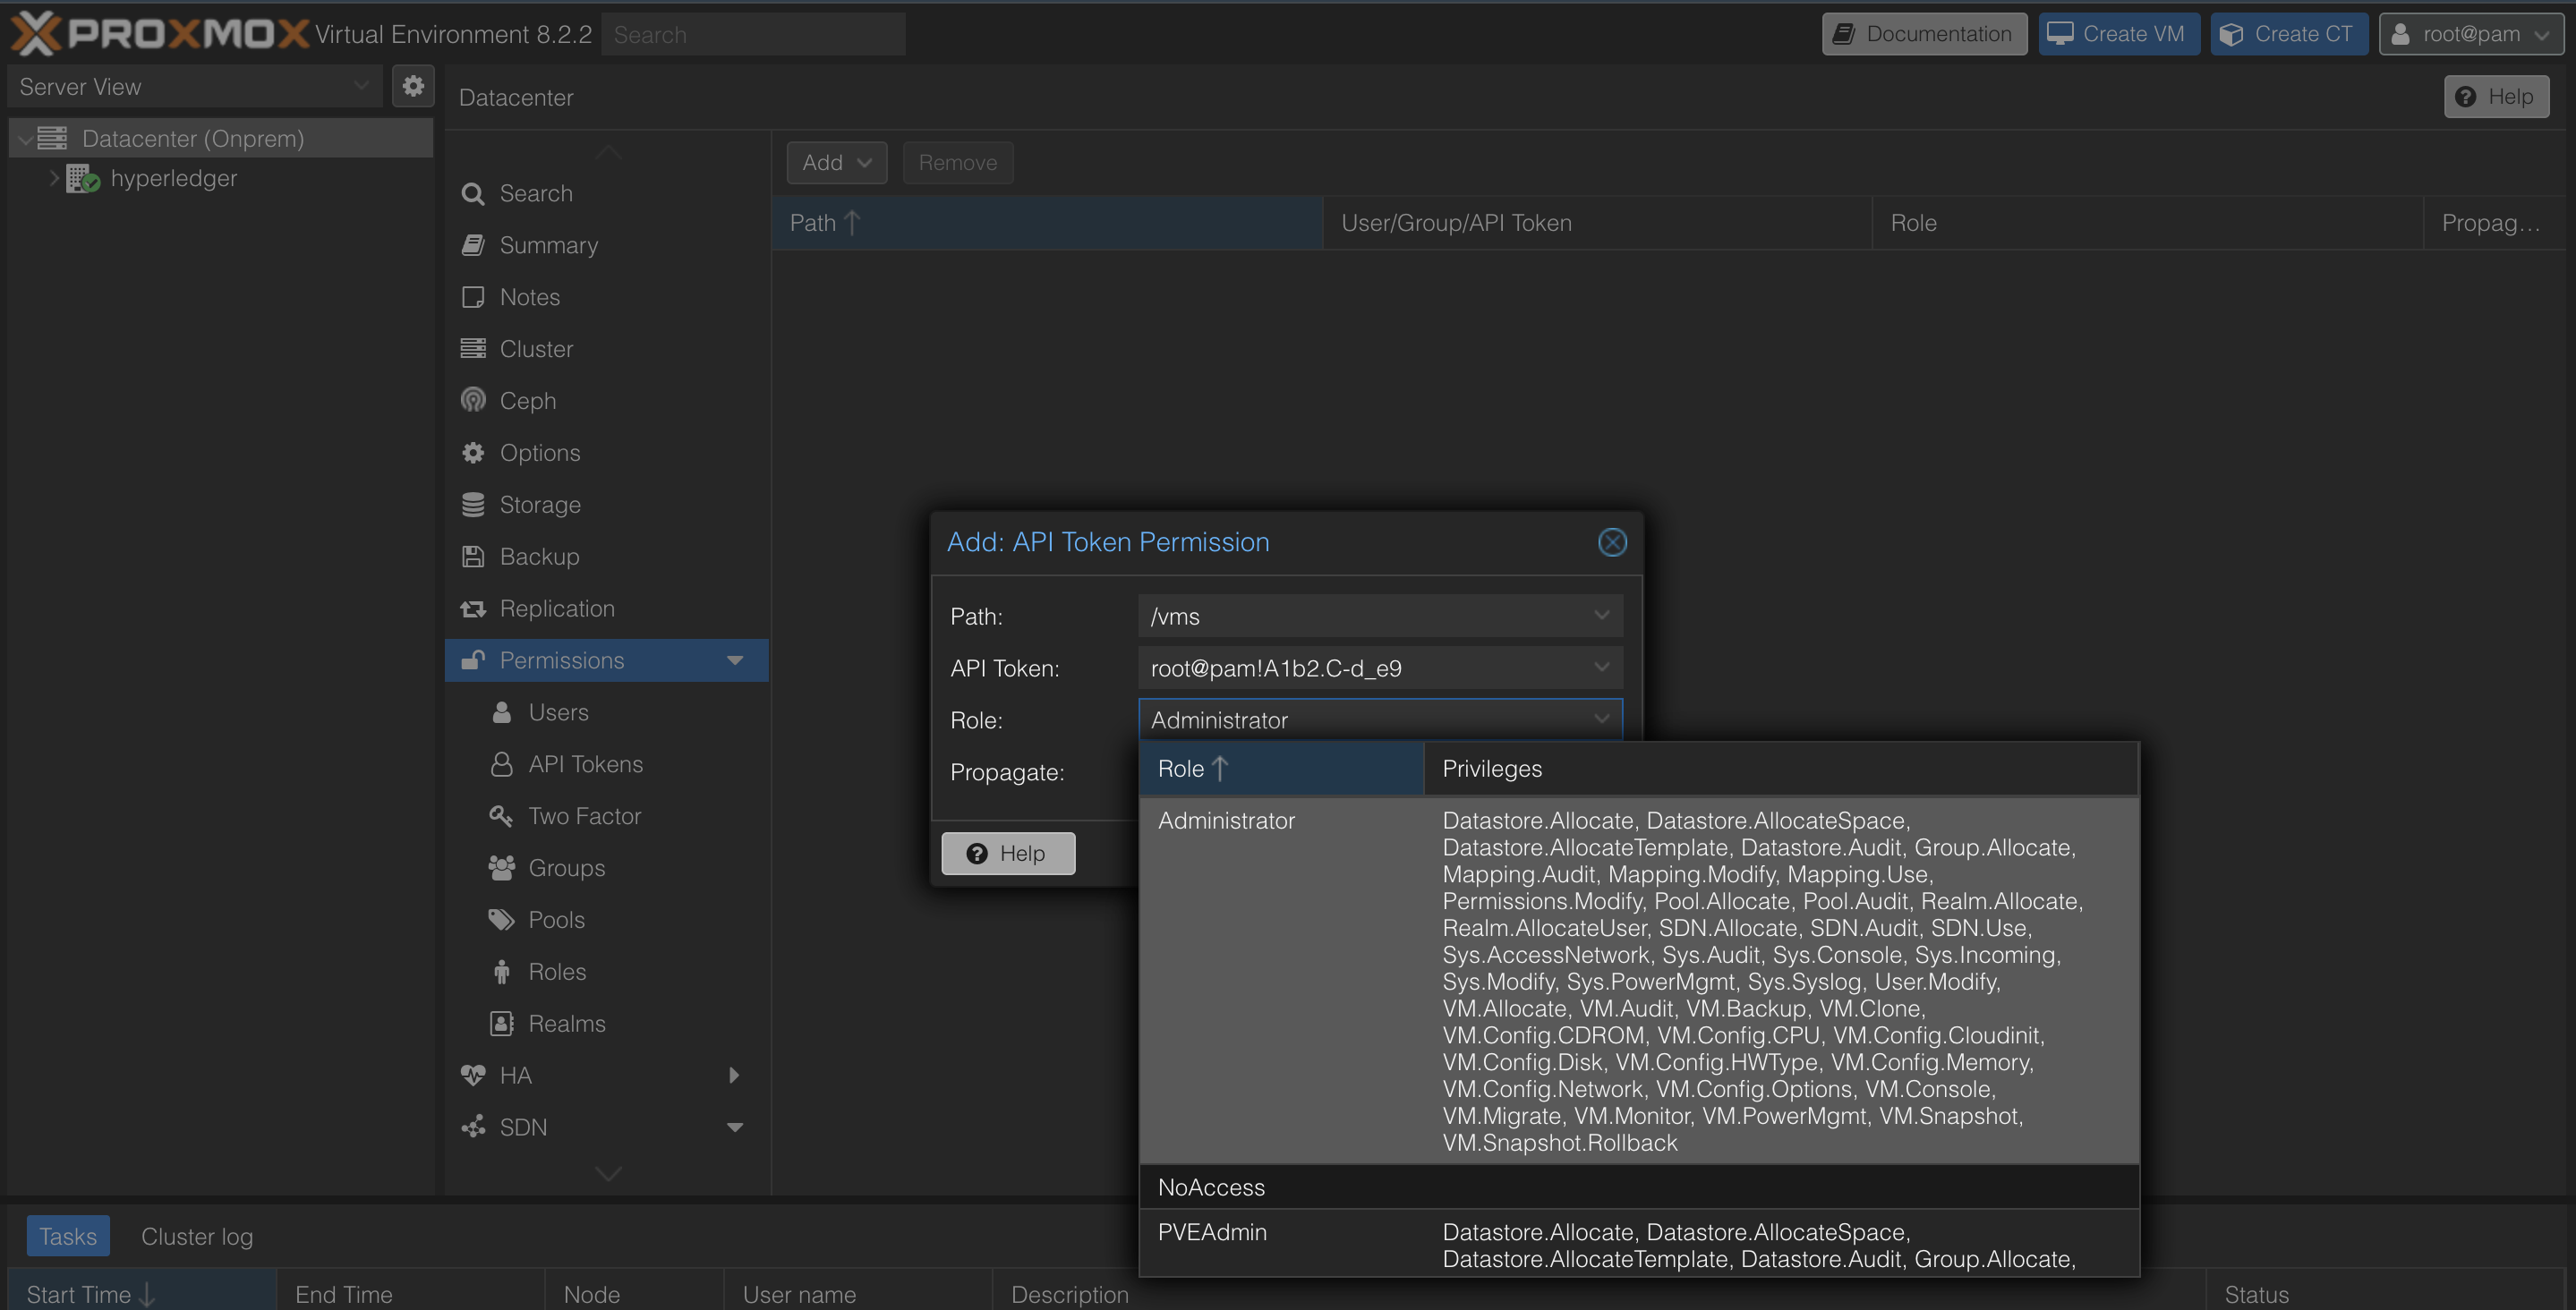 PROXMOX Virtual Environment 8.2.2 Search Documentation Create VM Create CT root@pam
Server View
Datacenter Help
Datacenter (Onprem)
hyperledger
Search
Summary
Notes
Cluster
Ceph
Options
Storage
Backup
Replication
Permissions
Users
API Tokens
Two Factor
Groups
Pools
Roles
Realms
HA
SDN
Add Remove
Path User/Group/API Token Role Propag...
Add: API Token Permission
Path: /vms
API Token: root@pam!A1b2.C-d_e9
Role: Administrator
Propagate:
Help
Role Privileges
Administrator Datastore.Allocate, Datastore.AllocateSpace,
Datastore.AllocateTemplate, Datastore.Audit, Group.Allocate,
Mapping.Audit, Mapping.Modify, Mapping.Use,
Permissions.Modify, Pool.Allocate, Pool.Audit, Realm.Allocate,
Realm.AllocateUser, SDN.Allocate, SDN.Audit, SDN.Use,
Sys.AccessNetwork, Sys.Audit, Sys.Console, Sys.Incoming,
Sys.Modify, Sys.PowerMgmt, Sys.Syslog, User.Modify,
VM.Allocate, VM.Audit, VM.Backup, VM.Clone,
VM.Config.CDROM, VM.Config.CPU, VM.Config.Cloudinit,
VM.Config.Disk, VM.Config.HWType, VM.Config.Memory,
VM.Config.Network, VM.Config.Options, VM.Console,
VM.Migrate, VM.Monitor, VM.PowerMgmt, VM.Snapshot,
VM.Snapshot.Rollback
NoAccess
PVEAdmin Datastore.Allocate, Datastore.AllocateSpace,
Datastore.AllocateTemplate, Datastore.Audit, Group.Allocate,
Tasks Cluster log
Start Time End Time Node User name Description Status